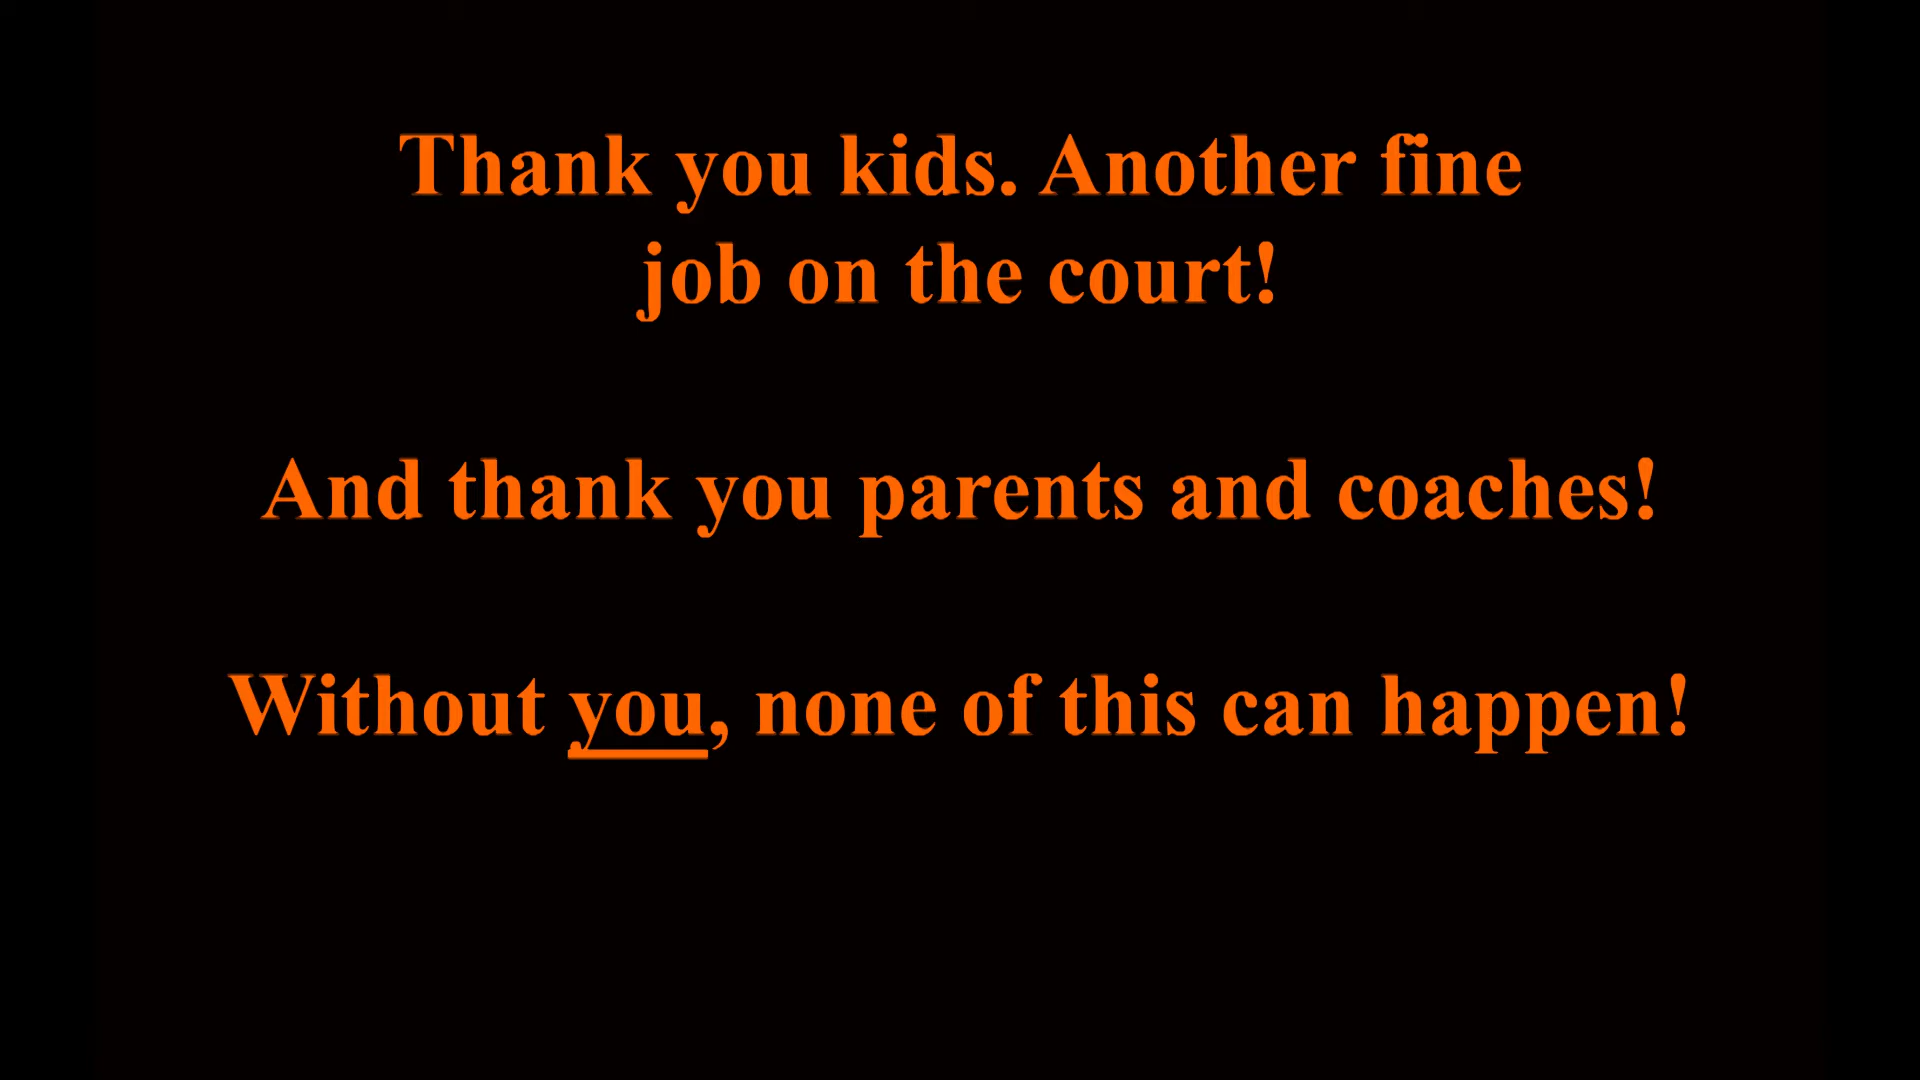 Thank you kids. Another fine
job on the court!
And thank you parents and coaches!
Without you, none of this can happen!